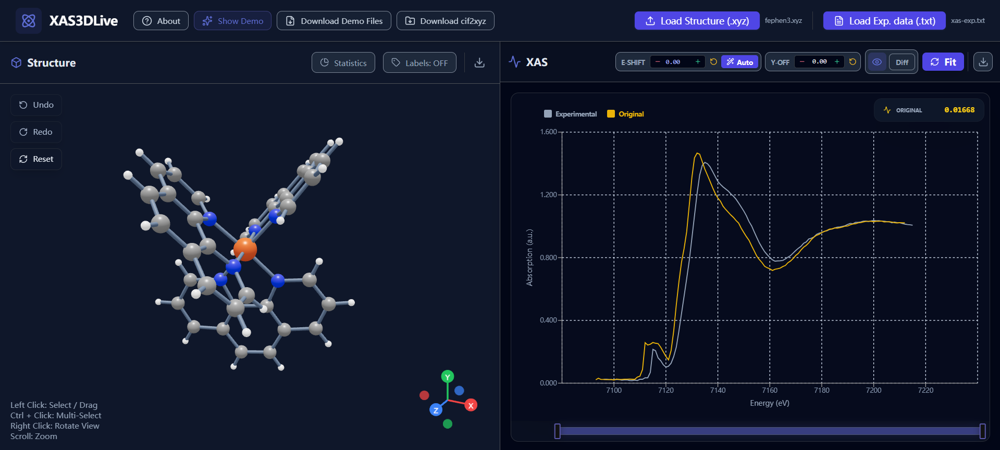 XAS3DLive
About
Show Demo
Download Demo Files
Download cif2xyz
Load Structure (.xyz)
fephen3.xyz
Load Exp. data (.txt)
xas-exp.txt
Structure
Statistics
Labels: OFF
Undo
Redo
Reset
Y
X
Z
Left Click: Select / Drag
Ctrl + Click: Multi-Select
Right Click: Rotate View
Scroll: Zoom
XAS
E-SHIFT
− 0.00 +
Auto
Y-OFF
− 0.00 +
Diff
Fit
Experimental
Original
ORIGINAL 0.01668
1.600
1.200
0.800
0.400
0.000
Absorption (a.u.)
7100 7120 7140 7160 7180 7200 7220
Energy (eV)